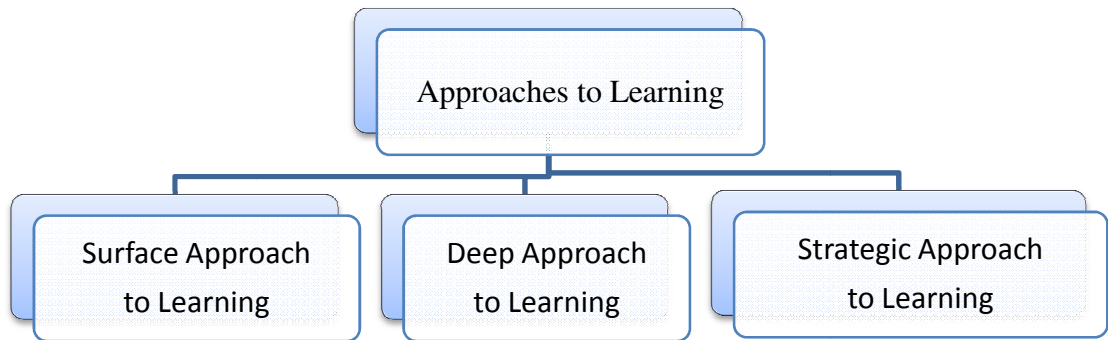 Approaches to Learning
Surface Approach
to Learning
Deep Approach
to Learning
Strategic Approach
to Learning